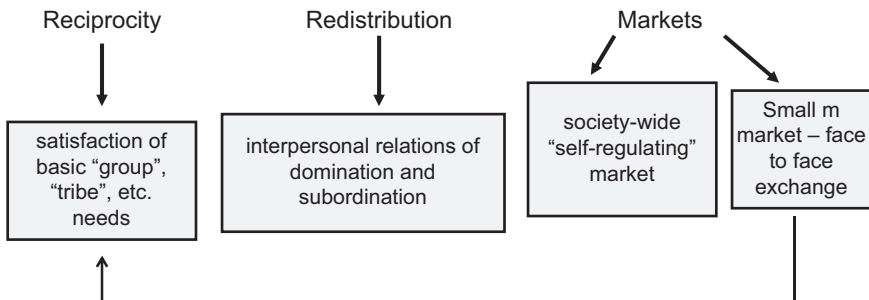 Reciprocity
Redistribution
Markets
satisfaction of
basic “group”,
“tribe”, etc.
needs
interpersonal relations of
domination and
subordination
society-wide
“self-regulating”
market
Small m
market – face
to face
exchange